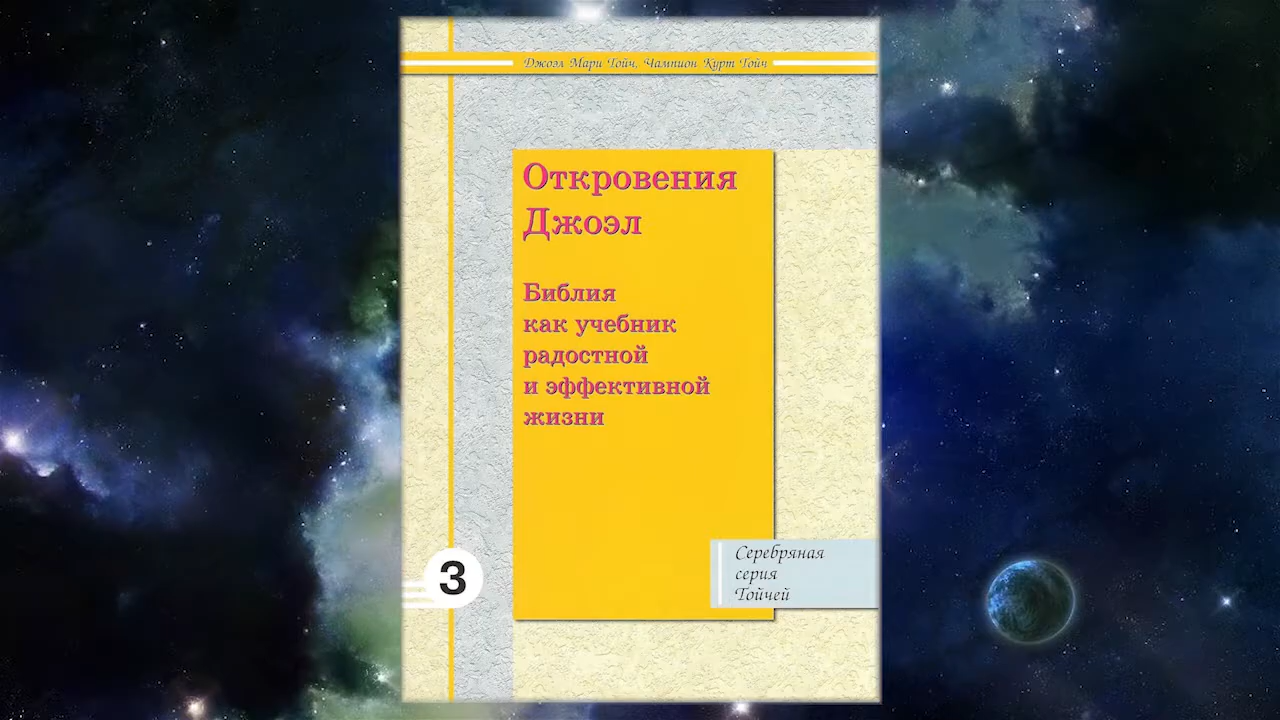 Джоэл Мари Тойч, Чампион Курт Тойч
Откровения
Джоэл
Библия
как учебник
радостной
и эффективной
жизни
3
Серебряная
серия
Тойчей